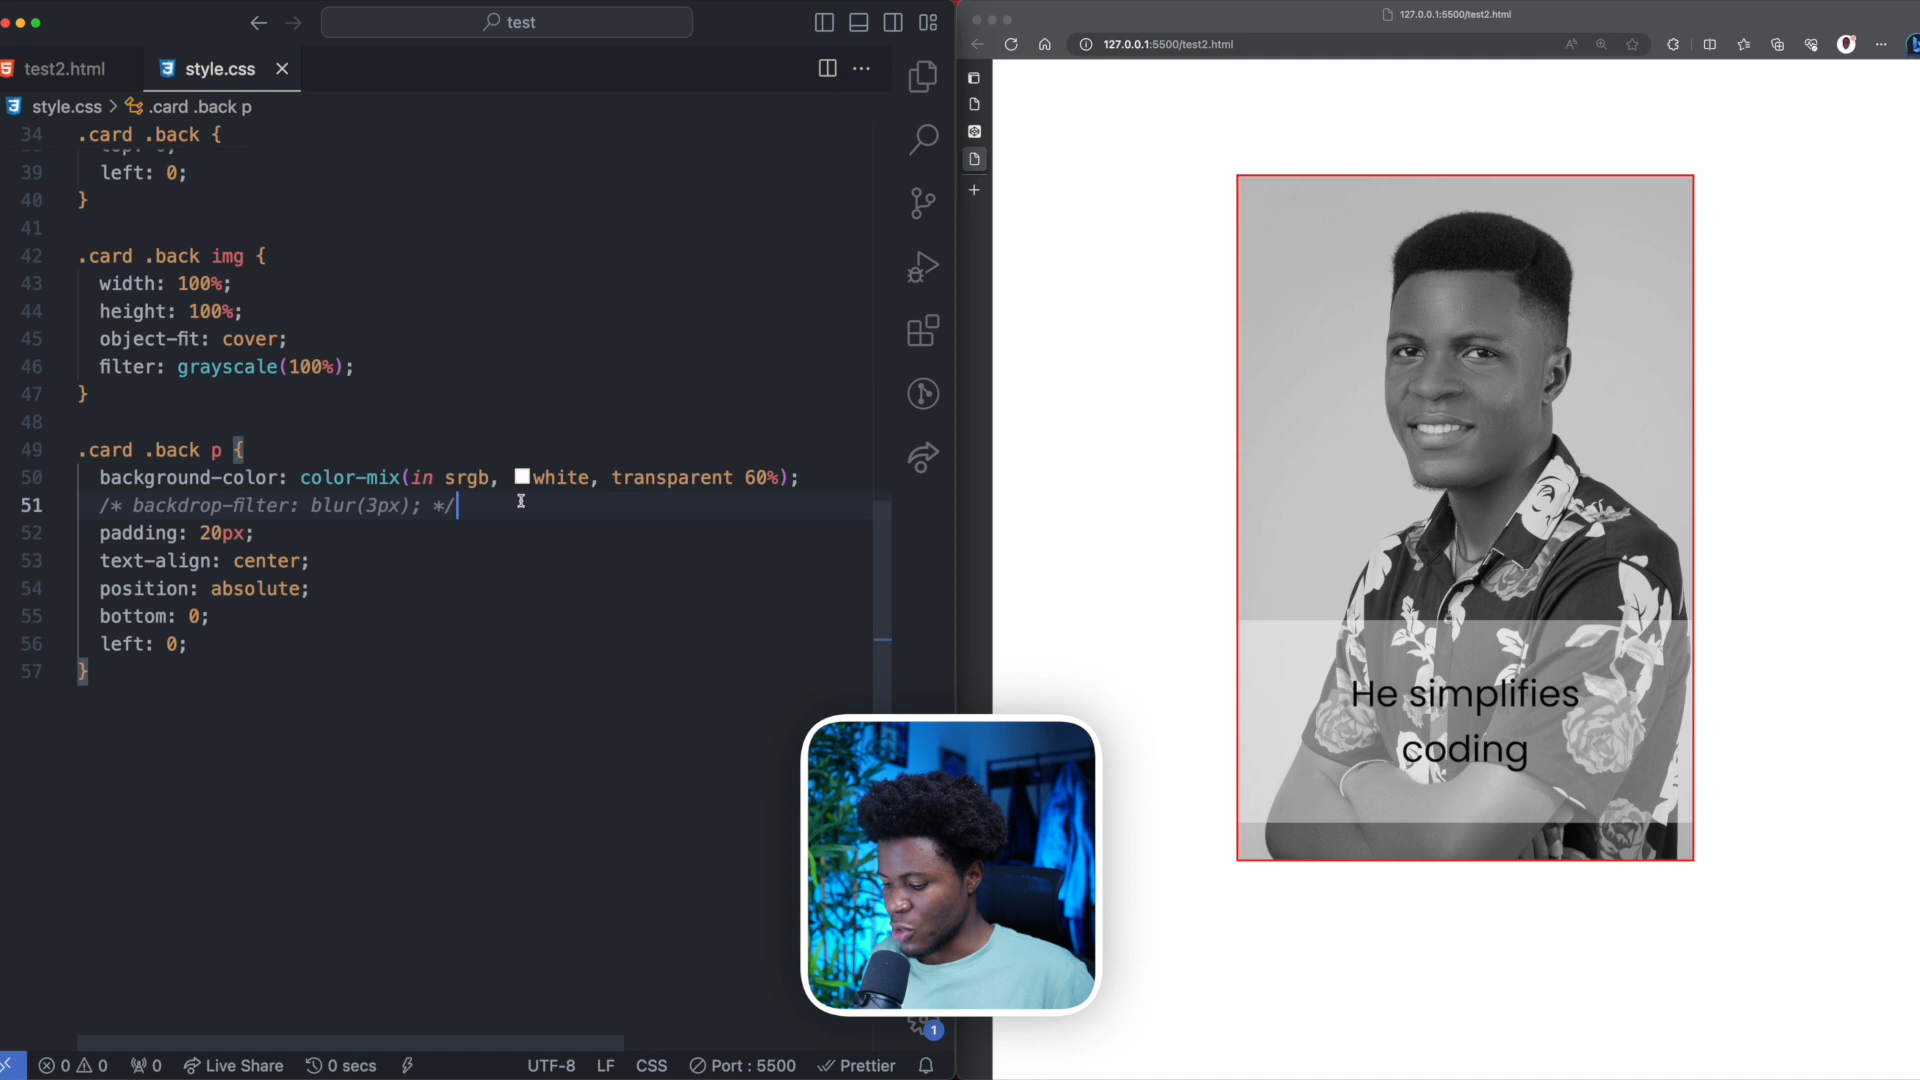 test
127.0.0.1:5500/test2.html
127.0.0.1:5500/test2.html
test2.html
style.css
style.css > .card .back p
34 .card .back {
39 left: 0;
40 }
41
42 .card .back img {
43 width: 100%;
44 height: 100%;
45 object-fit: cover;
46 filter: grayscale(100%);
47 }
48
49 .card .back p {
50 background-color: color-mix(in srgb, white, transparent 60%);
51 /* backdrop-filter: blur(3px); */
52 padding: 20px;
53 text-align: center;
54 position: absolute;
55 bottom: 0;
56 left: 0;
57 }
He simplifies
coding
1
0 0 0 Live Share 0 secs UTF-8 LF CSS Port : 5500 Prettier